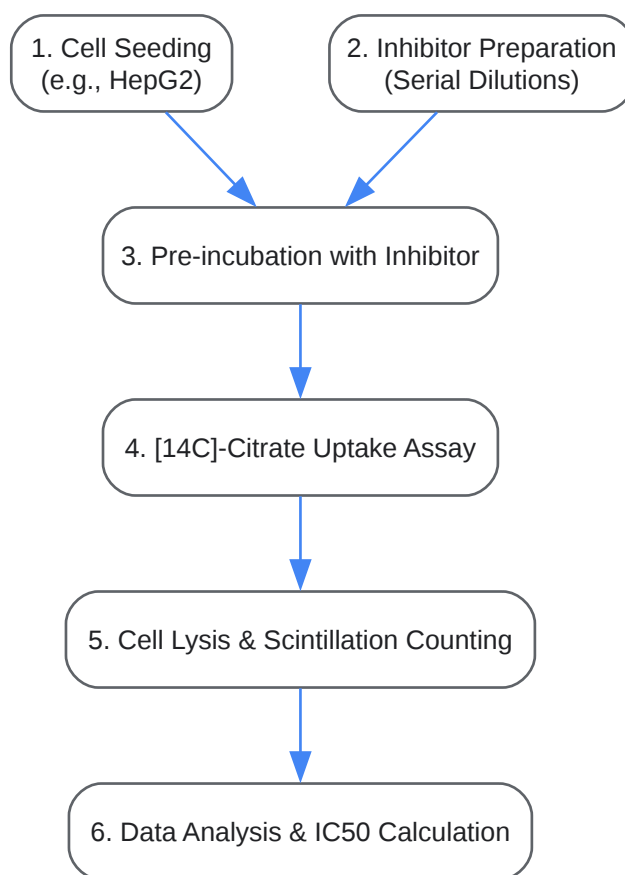 1. Cell Seeding
(e.g., HepG2)
2. Inhibitor Preparation
(Serial Dilutions)
3. Pre-incubation with Inhibitor
4. [14C]-Citrate Uptake Assay
5. Cell Lysis & Scintillation Counting
6. Data Analysis & IC50 Calculation